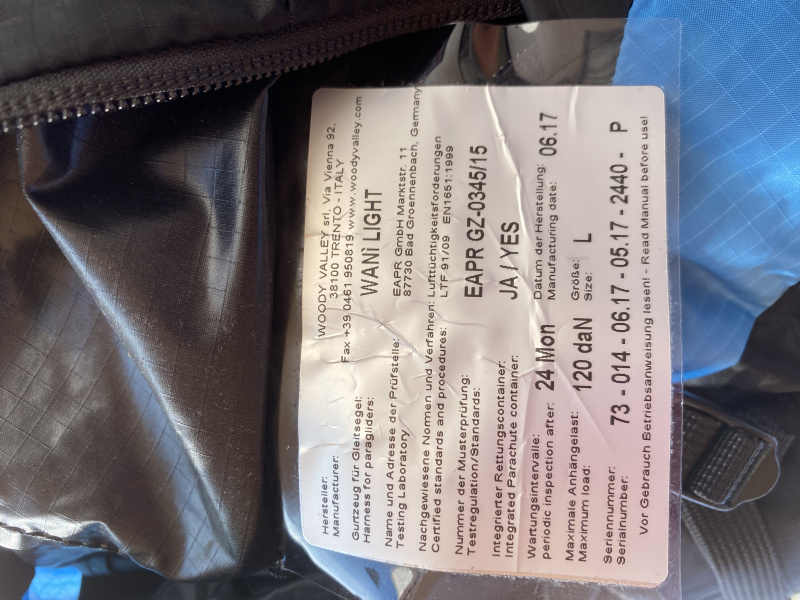 Hersteller: WOODY VALLEY srl, Via Vienna 92,
Manufacturer: 38100 TRENTO - ITALY
Fax +39 0461 950819 www.woodyvalley.com
Gurtzeug für Gleitsegel: WANi LIGHT
Harness for paragliders:
Name und Adresse der Prüfstelle: EAPR GmbH Marktstr. 11
Testing Laboratory 87730 Bad Groennenbach, Germany
Nachgewiesene Normen und Verfahren: Lufttüchtigkeitsforderungen
Certified standards and procedures: LTF 91/09 EN1651:1999
Nummer der Musterprüfung: EAPR GZ-0345/15
Testregulation/Standards:
Integrierter Rettungscontainer: JA / YES
Integrated Parachute container:
Wartungsintervalle: 24 Mon Datum der Herstellung: 06.17
periodic inspection after: Manufacturing date:
Maximale Anhängelast: 120 daN Größe: L
Maximum load: Size:
Seriennummer: 73 - 014 - 06.17 - 05.17 - 2440 - P
Serialnumber:
Vor Gebrauch Betriebsanweisung lesen! - Read Manual before use!